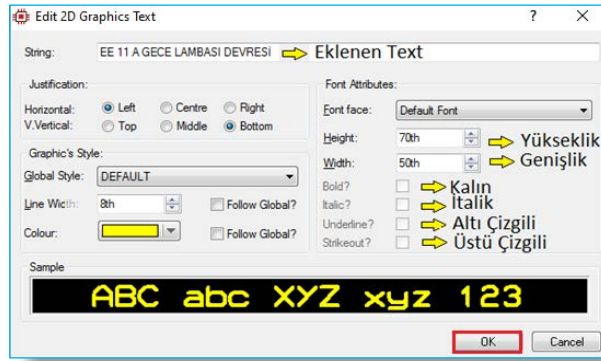 Edit 2D Graphics Text ? X
String: EE 11 A GECE LAMBASI DEVRESİ Eklenen Text
Justification:
Horizontal: Left Centre Right
V.Vertical: Top Middle Bottom
Graphic's Style:
Global Style: DEFAULT
Line Width: 8th Follow Global?
Colour: Follow Global?
Font Attributes:
Font face: Default Font
Height: 70th Yükseklik
Width: 50th Genişlik
Bold? Kalın
Italic? İtalik
Underline? Altı Çizgili
Strikeout? Üstü Çizgili
Sample
ABC abc XYZ xyz 123
OK Cancel